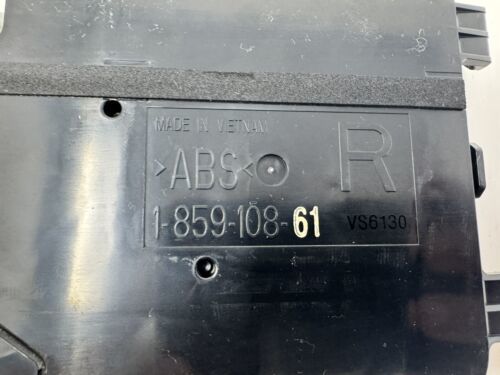 MADE IN VIETNAM
>ABS< R
1-859-108-61 VS6130